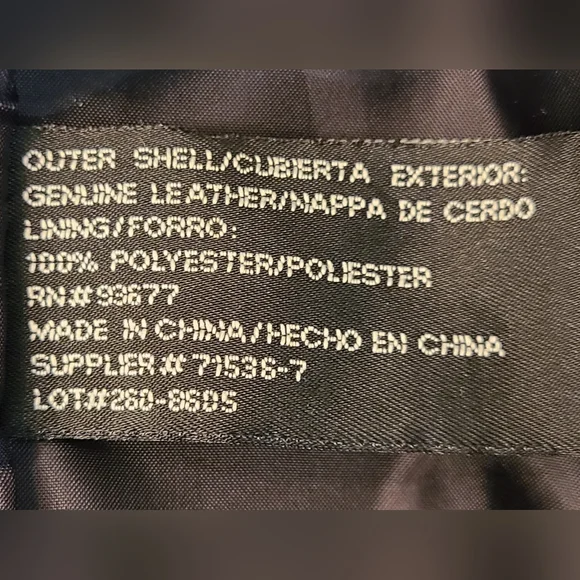 OUTER SHELL/CUBIERTA EXTERIOR:
GENUINE LEATHER/NAPPA DE CERDO
LINING/FORRO:
100% POLYESTER/POLIESTER
RN#93677
MADE IN CHINA/HECHO EN CHINA
SUPPLIER# 71536-7
LOT#260-8605